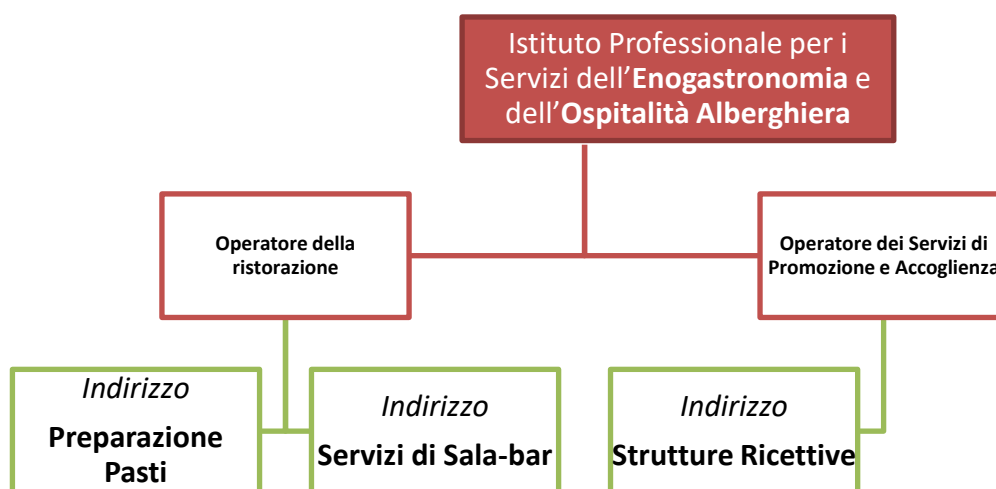 Istituto Professionale per i
Servizi dell’Enogastronomia e
dell’Ospitalità Alberghiera
Operatore della
ristorazione
Operatore dei Servizi di
Promozione e Accoglienza
Indirizzo
Preparazione
Pasti
Indirizzo
Servizi di Sala-bar
Indirizzo
Strutture Ricettive